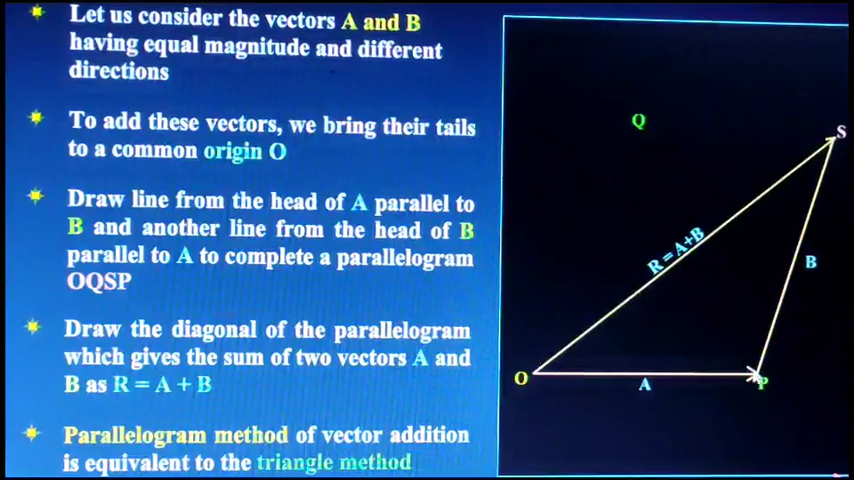 Let us consider the vectors A and B
having equal magnitude and different
directions
To add these vectors, we bring their tails
to a common origin O
Draw line from the head of A parallel to
B and another line from the head of B
parallel to A to complete a parallelogram
OQSP
Draw the diagonal of the parallelogram
which gives the sum of two vectors A and
B as R = A + B
Parallelogram method of vector addition
is equivalent to the triangle method
Q
S
R = A+B
B
O
A
P